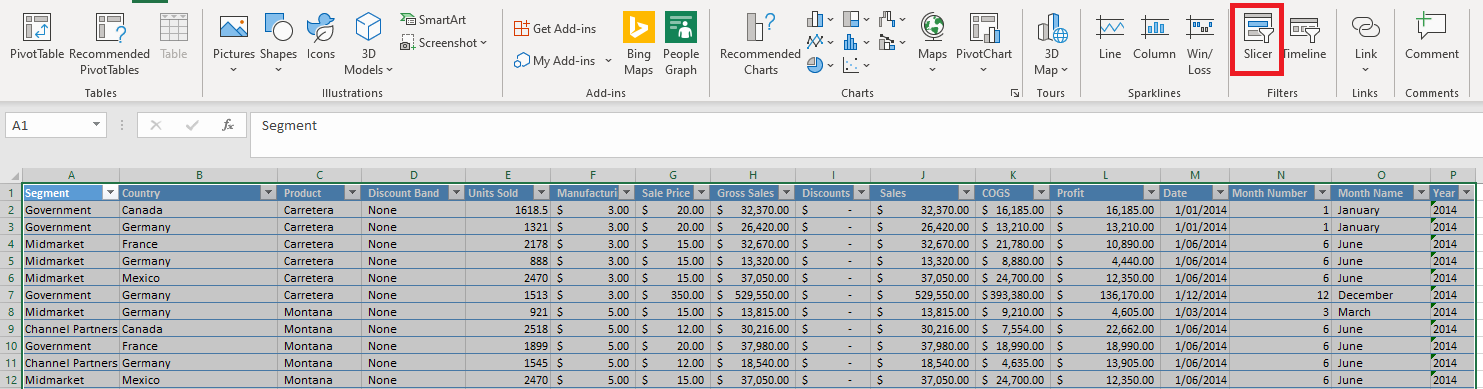 PivotTable
Recommended
PivotTables
Table
Tables
Pictures
Shapes
Icons
3D
Models
SmartArt
Screenshot
Illustrations
Get Add-ins
My Add-ins
Bing
Maps
People
Graph
Add-ins
Recommended
Charts
Maps
PivotChart
Charts
3D
Map
Tours
Line
Column
Win/
Loss
Sparklines
Slicer
Timeline
Filters
Link
Links
Comment
Comments
A1 fx Segment
A B C D E F G H I J K L M N O P
1 Segment Country Product Discount Band Units Sold Manufacturi Sale Price Gross Sales Discounts Sales COGS Profit Date Month Number Month Name Year
2 Government Canada Carretera None 1618.5 $ 3.00 $ 20.00 $ 32,370.00 $ - $ 32,370.00 $ 16,185.00 $ 16,185.00 1/01/2014 1 January 2014
3 Government Germany Carretera None 1321 $ 3.00 $ 20.00 $ 26,420.00 $ - $ 26,420.00 $ 13,210.00 $ 13,210.00 1/01/2014 1 January 2014
4 Midmarket France Carretera None 2178 $ 3.00 $ 15.00 $ 32,670.00 $ - $ 32,670.00 $ 21,780.00 $ 10,890.00 1/06/2014 6 June 2014
5 Midmarket Germany Carretera None 888 $ 3.00 $ 15.00 $ 13,320.00 $ - $ 13,320.00 $ 8,880.00 $ 4,440.00 1/06/2014 6 June 2014
6 Midmarket Mexico Carretera None 2470 $ 3.00 $ 15.00 $ 37,050.00 $ - $ 37,050.00 $ 24,700.00 $ 12,350.00 1/06/2014 6 June 2014
7 Government Germany Carretera None 1513 $ 3.00 $ 350.00 $ 529,550.00 $ - $ 529,550.00 $ 393,380.00 $ 136,170.00 1/12/2014 12 December 2014
8 Midmarket Germany Montana None 921 $ 5.00 $ 15.00 $ 13,815.00 $ - $ 13,815.00 $ 9,210.00 $ 4,605.00 1/03/2014 3 March 2014
9 Channel Partners Canada Montana None 2518 $ 5.00 $ 12.00 $ 30,216.00 $ - $ 30,216.00 $ 7,554.00 $ 22,662.00 1/06/2014 6 June 2014
10 Government France Montana None 1899 $ 5.00 $ 20.00 $ 37,980.00 $ - $ 37,980.00 $ 18,990.00 $ 18,990.00 1/06/2014 6 June 2014
11 Channel Partners Germany Montana None 1545 $ 5.00 $ 12.00 $ 18,540.00 $ - $ 18,540.00 $ 4,635.00 $ 13,905.00 1/06/2014 6 June 2014
12 Midmarket Mexico Montana None 2470 $ 5.00 $ 15.00 $ 37,050.00 $ - $ 37,050.00 $ 24,700.00 $ 12,350.00 1/06/2014 6 June 2014